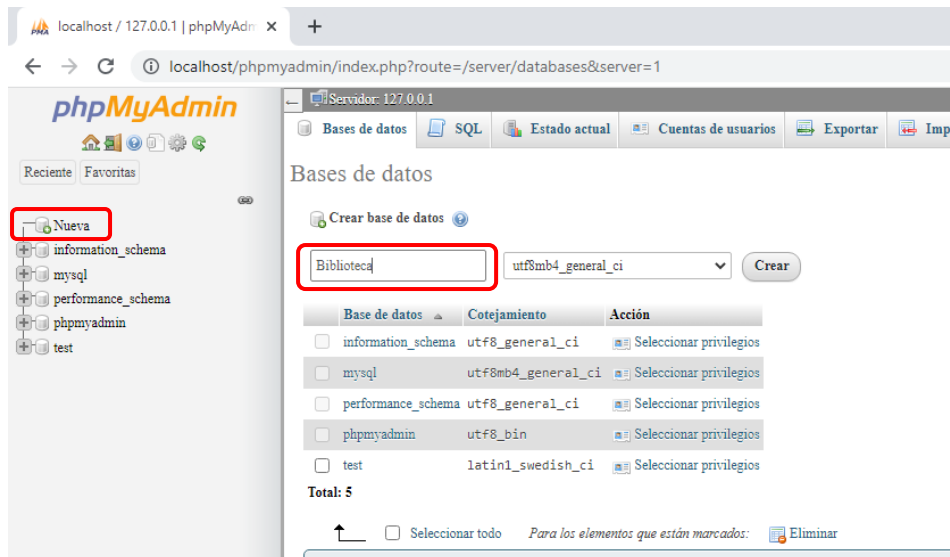 localhost / 127.0.0.1 | phpMyAdm
localhost/phpmyadmin/index.php?route=/server/databases&server=1
phpMyAdmin
Reciente Favoritas
Nueva
information_schema
mysql
performance_schema
phpmyadmin
test
Servidor: 127.0.0.1
Bases de datos SQL Estado actual Cuentas de usuarios Exportar Imp
Bases de datos
Crear base de datos
Biblioteca utf8mb4_general_ci Crear
Base de datos Cotejamiento Acción
information_schema utf8_general_ci Seleccionar privilegios
mysql utf8mb4_general_ci Seleccionar privilegios
performance_schema utf8_general_ci Seleccionar privilegios
phpmyadmin utf8_bin Seleccionar privilegios
test latin1_swedish_ci Seleccionar privilegios
Total: 5
Seleccionar todo Para los elementos que están marcados: Eliminar